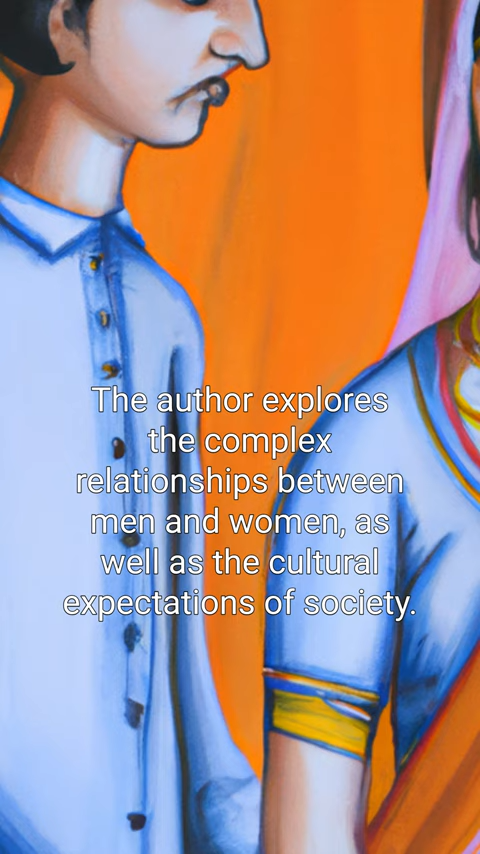 The author explores
the complex
relationships between
men and women, as
well as the cultural
expectations of society.